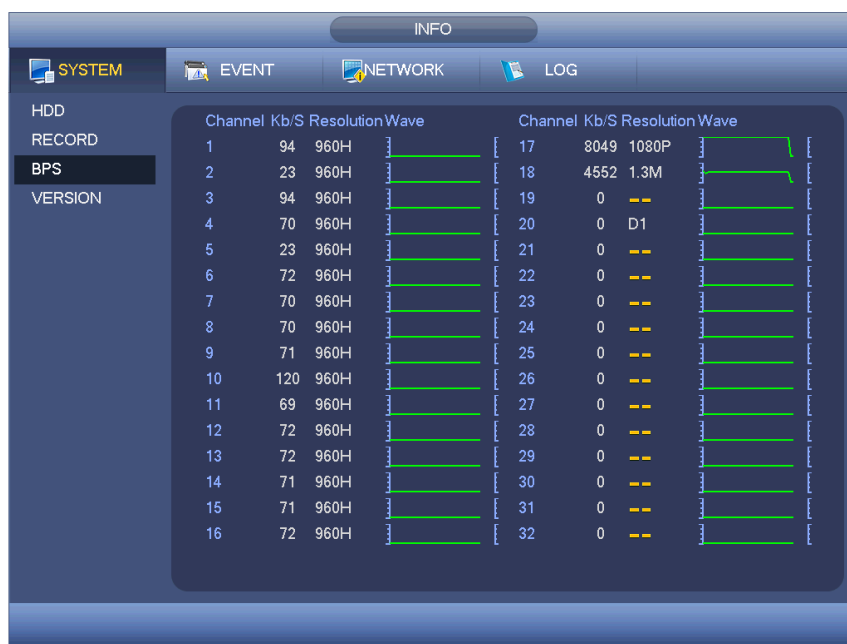 INFO
SYSTEM EVENT NETWORK LOG
HDD
RECORD
BPS
VERSION
Channel Kb/S Resolution Wave Channel Kb/S Resolution Wave
1 94 960H 17 8049 1080P
2 23 960H 18 4552 1.3M
3 94 960H 19 0 --
4 70 960H 20 0 D1
5 23 960H 21 0 --
6 72 960H 22 0 --
7 70 960H 23 0 --
8 70 960H 24 0 --
9 71 960H 25 0 --
10 120 960H 26 0 --
11 69 960H 27 0 --
12 72 960H 28 0 --
13 72 960H 29 0 --
14 71 960H 30 0 --
15 71 960H 31 0 --
16 72 960H 32 0 --